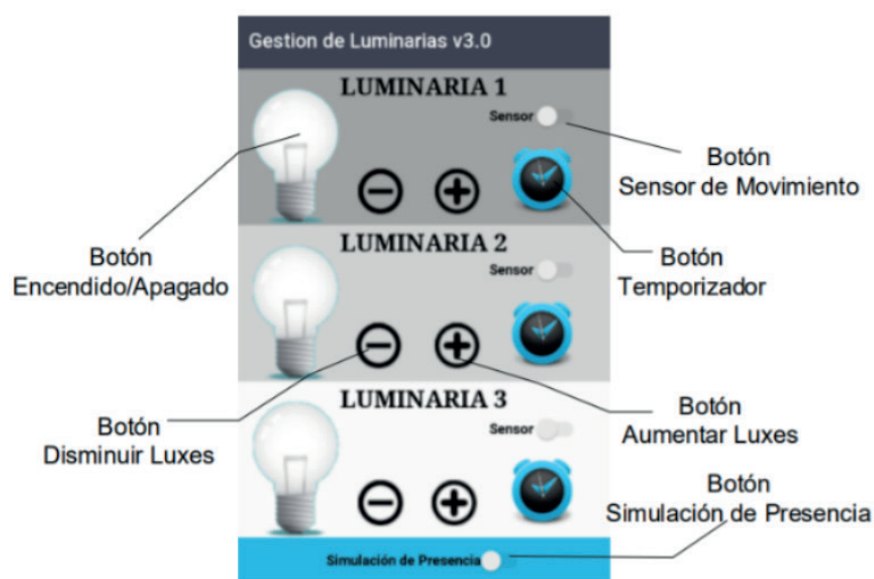 Gestion de Luminarias v3.0
LUMINARIA 1
Sensor
Botón
Sensor de Movimiento
Botón
Encendido/Apagado
LUMINARIA 2
Sensor
Botón
Temporizador
LUMINARIA 3
Sensor
Botón
Disminuir Luxes
Botón
Aumentar Luxes
Botón
Simulación de Presencia
Simulación de Presencia